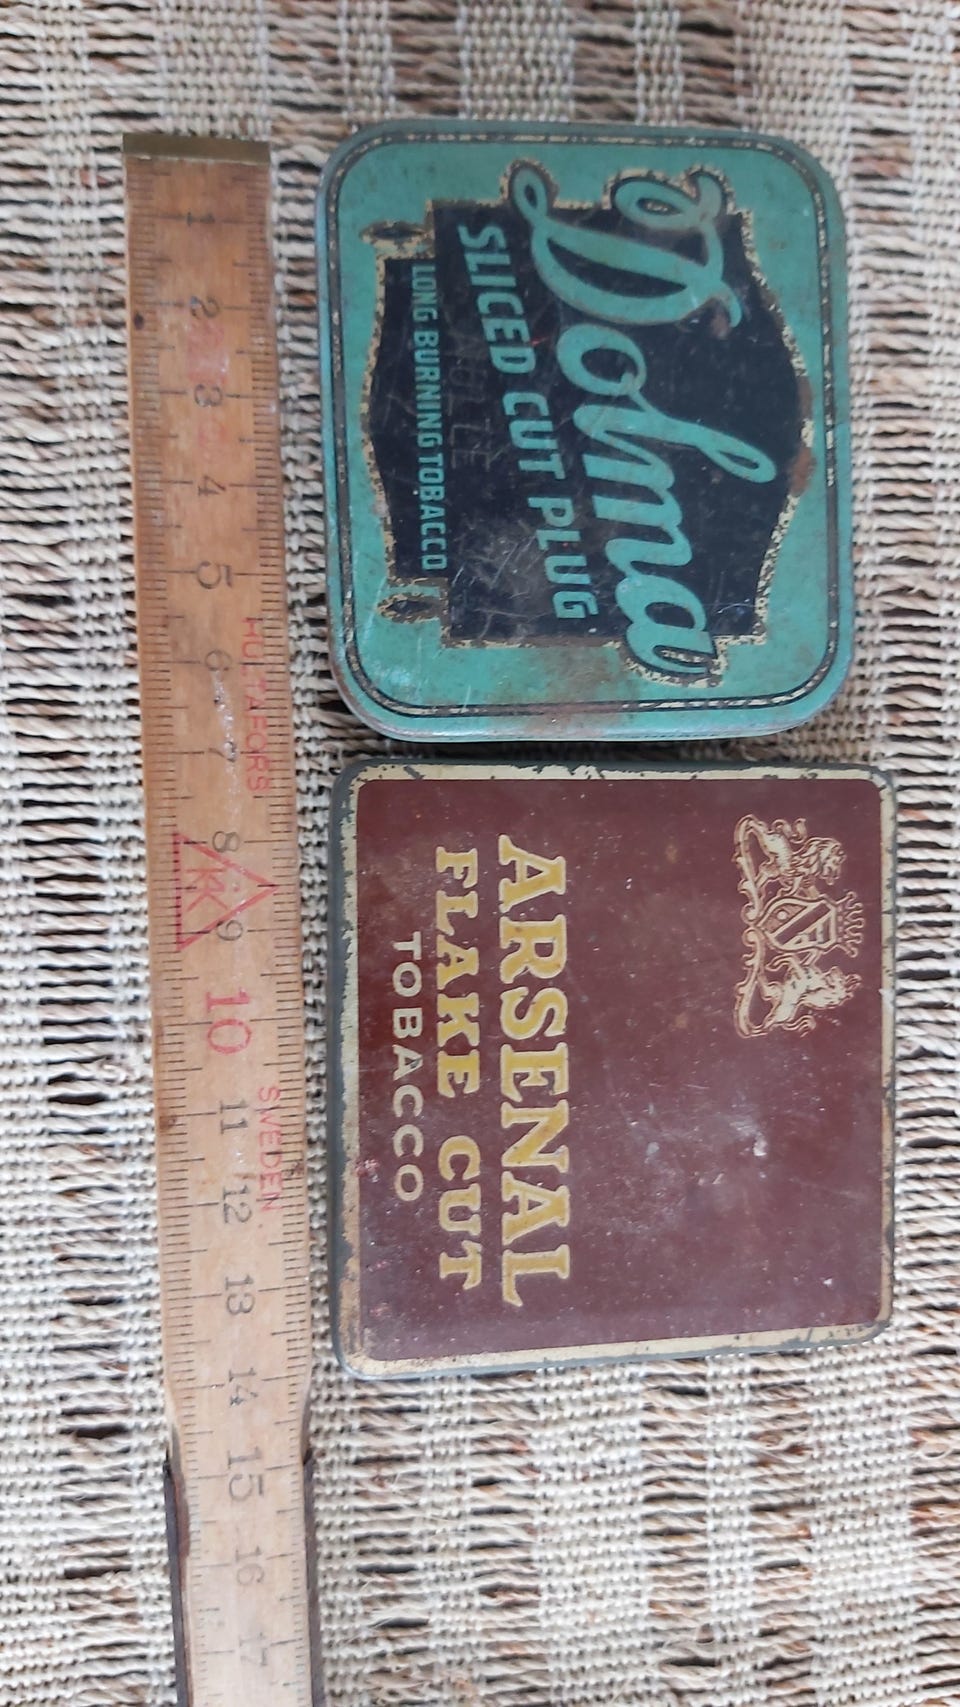 Dolma
SLICED CUT PLUG
LONG BURNING TOBACCO
ARSENAL
FLAKE CUT
TOBACCO
1 2 3 4 5 6 7 8 9 10 11 12 13 14 15 16 17
HULTAFORS SWEDEN